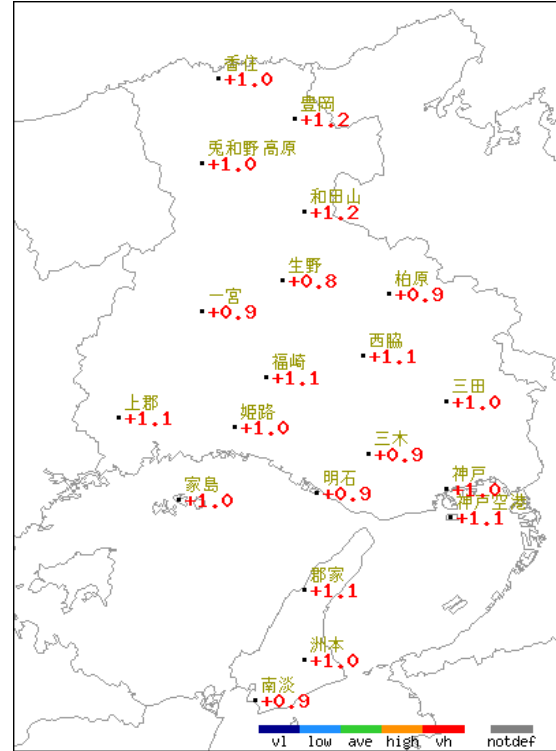 香住
+1.0
豊岡
+1.2
兎和野高原
+1.0
和田山
+1.2
生野
+0.8
柏原
+0.9
一宮
+0.9
西脇
+1.1
福崎
+1.1
三田
+1.0
上郡
+1.1
姫路
+1.0
三木
+0.9
家島
+1.0
明石
+0.9
神戸
+1.0
神戸空港
+1.1
郡家
+1.1
洲本
+1.0
南淡
+0.9
vl low ave high vh notdef